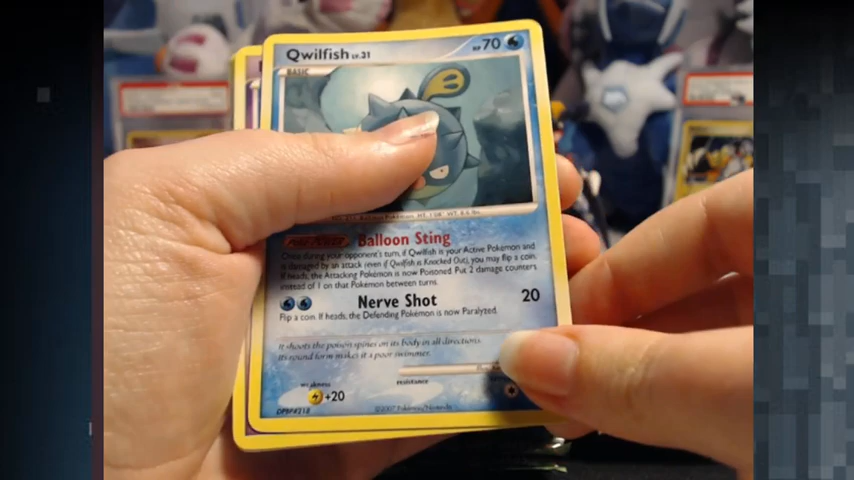 Qwilfish LV.31
HP 70
BASIC
POKé-POWER Balloon Sting
Once during your opponent's turn, if Qwilfish is your Active Pokémon and
is damaged by an attack (even if Qwilfish is Knocked Out), you may flip a coin.
If heads, the Attacking Pokémon is now Poisoned. Put 2 damage counters
instead of 1 on that Pokémon between turns.
Nerve Shot 20
Flip a coin. If heads, the Defending Pokémon is now Paralyzed.
It shoots the poison spines on its body in all directions.
Its round form makes it a poor swimmer.
weakness
+20
resistance
©2007 Pokémon/Nintendo